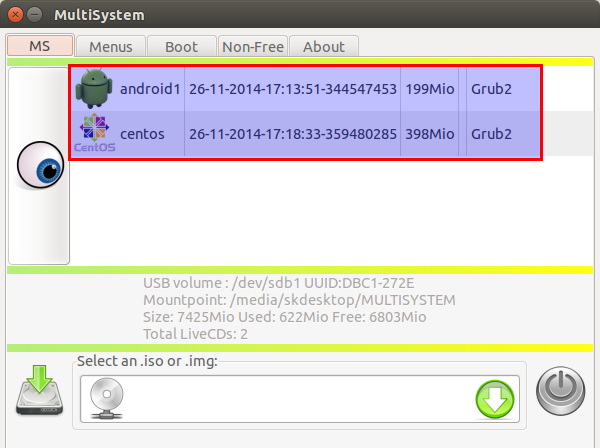 MultiSystem
MS Menus Boot Non-Free About
android1 26-11-2014-17:13:51-344547453 199Mio Grub2
centos 26-11-2014-17:18:33-359480285 398Mio Grub2
CentOS
USB volume : /dev/sdb1 UUID:DBC1-272E
Mountpoint: /media/skdesktop/MULTISYSTEM
Size: 7425Mio Used: 622Mio Free: 6803Mio
Total LiveCDs: 2
Select an .iso or .img: